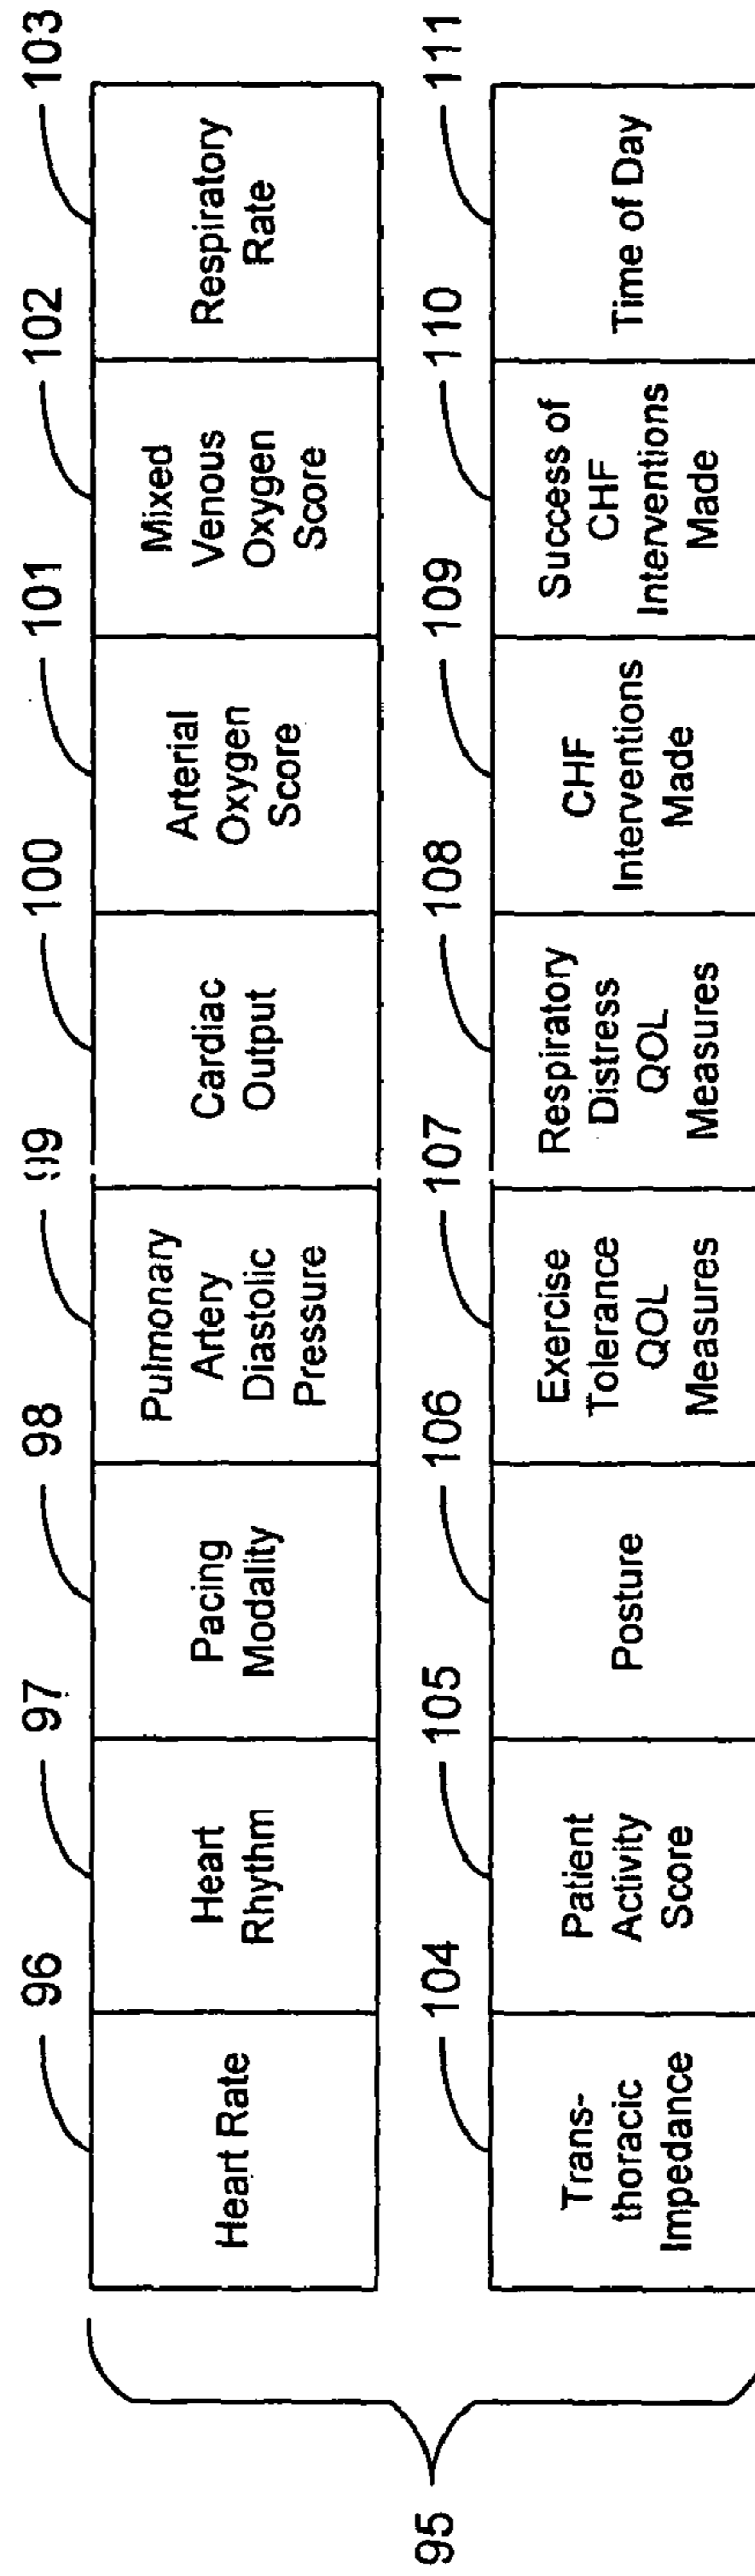 96
97
98
99
100
101
102
103
Heart Rate
Heart
Rhythm
Pacing
Modality
Pulmonary
Artery
Diastolic
Pressure
Cardiac
Output
Arterial
Oxygen
Score
Mixed
Venous
Oxygen
Score
Respiratory
Rate
95
104
105
106
107
108
109
110
111
Trans-
thoracic
Impedance
Patient
Activity
Score
Posture
Exercise
Tolerance
QOL
Measures
Respiratory
Distress
QOL
Measures
CHF
Interventions
Made
Success of
CHF
Interventions
Made
Time of Day